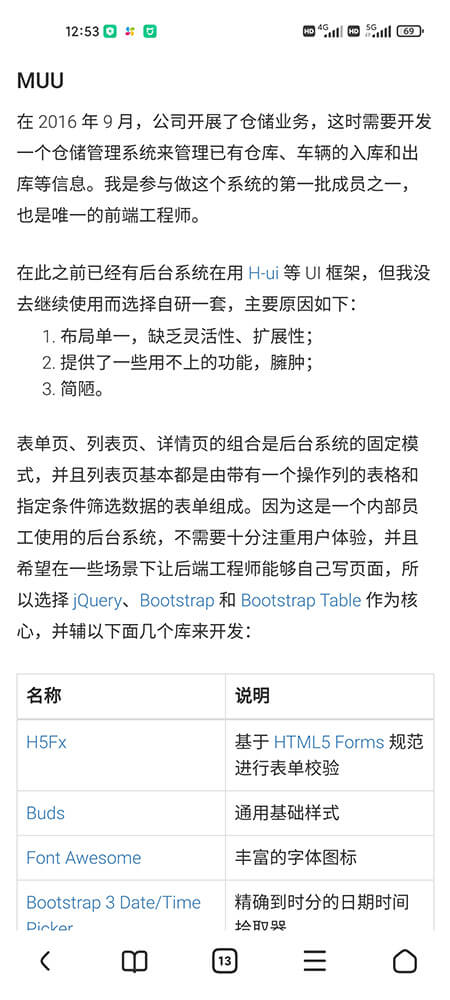 12:53 HD 4G HD 5G 69
MUU
在 2016 年 9 月，公司开展了仓储业务，这时需要开发
一个仓储管理系统来管理已有仓库、车辆的入库和出
库等信息。我是参与做这个系统的第一批成员之一，
也是唯一的前端工程师。
在此之前已经有后台系统在用 H-ui 等 UI 框架，但我没
去继续使用而选择自研一套，主要原因如下：
1. 布局单一，缺乏灵活性、扩展性；
2. 提供了一些用不上的功能，臃肿；
3. 简陋。
表单页、列表页、详情页的组合是后台系统的固定模
式，并且列表页基本都是由带有一个操作列的表格和
指定条件筛选数据的表单组成。因为这是一个内部员
工使用的后台系统，不需要十分注重用户体验，并且
希望在一些场景下让后端工程师能够自己写页面，所
以选择 jQuery、Bootstrap 和 Bootstrap Table 作为核
心，并辅以下面几个库来开发：
名称 说明
H5Fx 基于 HTML5 Forms 规范
进行表单校验
Buds 通用基础样式
Font Awesome 丰富的字体图标
Bootstrap 3 Date/Time 精确到时分的日期时间
Picker 拾取器
13